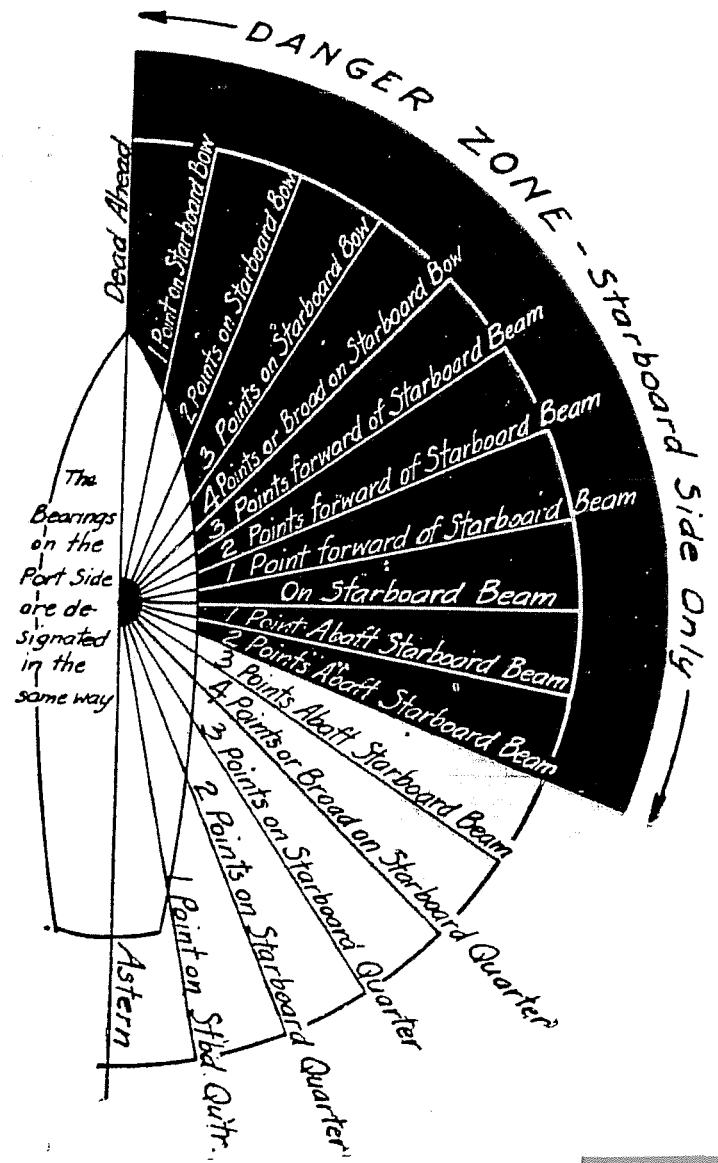 DANGER ZONE - Starboard Side Only
Dead Ahead
1 Point on Starboard Bow
2 Points on Starboard Bow
3 Points on Starboard Bow
4 Points or Broad on Starboard Bow
3 Points forward of Starboard Beam
2 Points forward of Starboard Beam
1 Point forward of Starboard Beam
On Starboard Beam
1 Point Abaft Starboard Beam
2 Points Abaft Starboard Beam
3 Points Abaft Starboard Beam
4 Points or Broad on Starboard Quarter
3 Points on Starboard Quarter
2 Points on Starboard Quarter
1 Point on St'bd. Qu'tr.
Astern
The
Bearings
on the
Port Side
are de-
signated
in the
same way